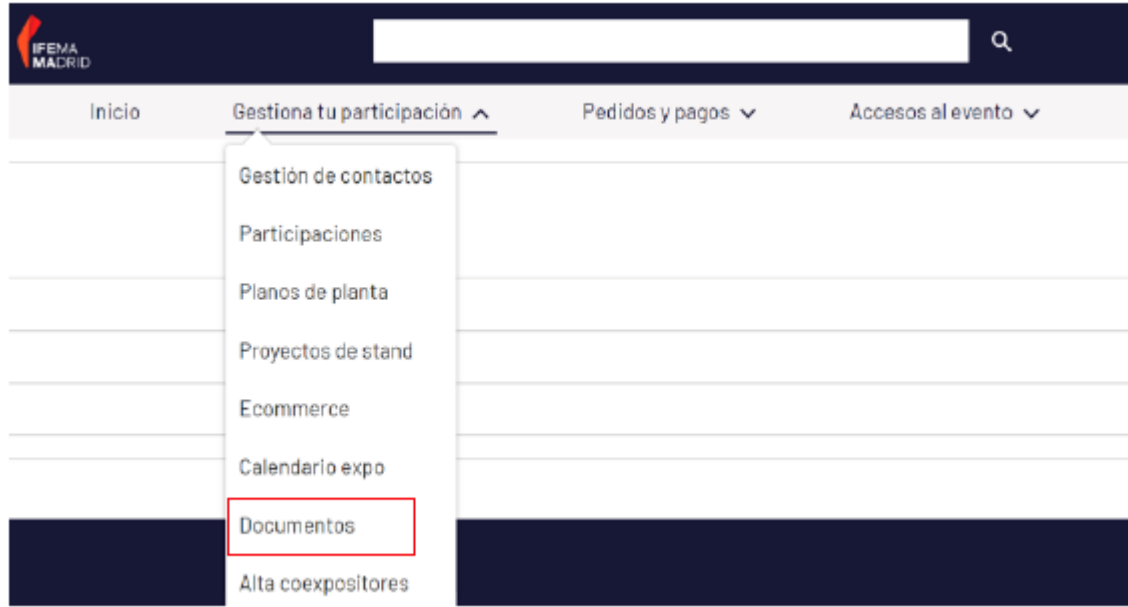 IFEMA
MADRID
Inicio
Gestiona tu participación
Pedidos y pagos
Accesos al evento
Gestión de contactos
Participaciones
Planos de planta
Proyectos de stand
Ecommerce
Calendario expo
Documentos
Alta coexpositores